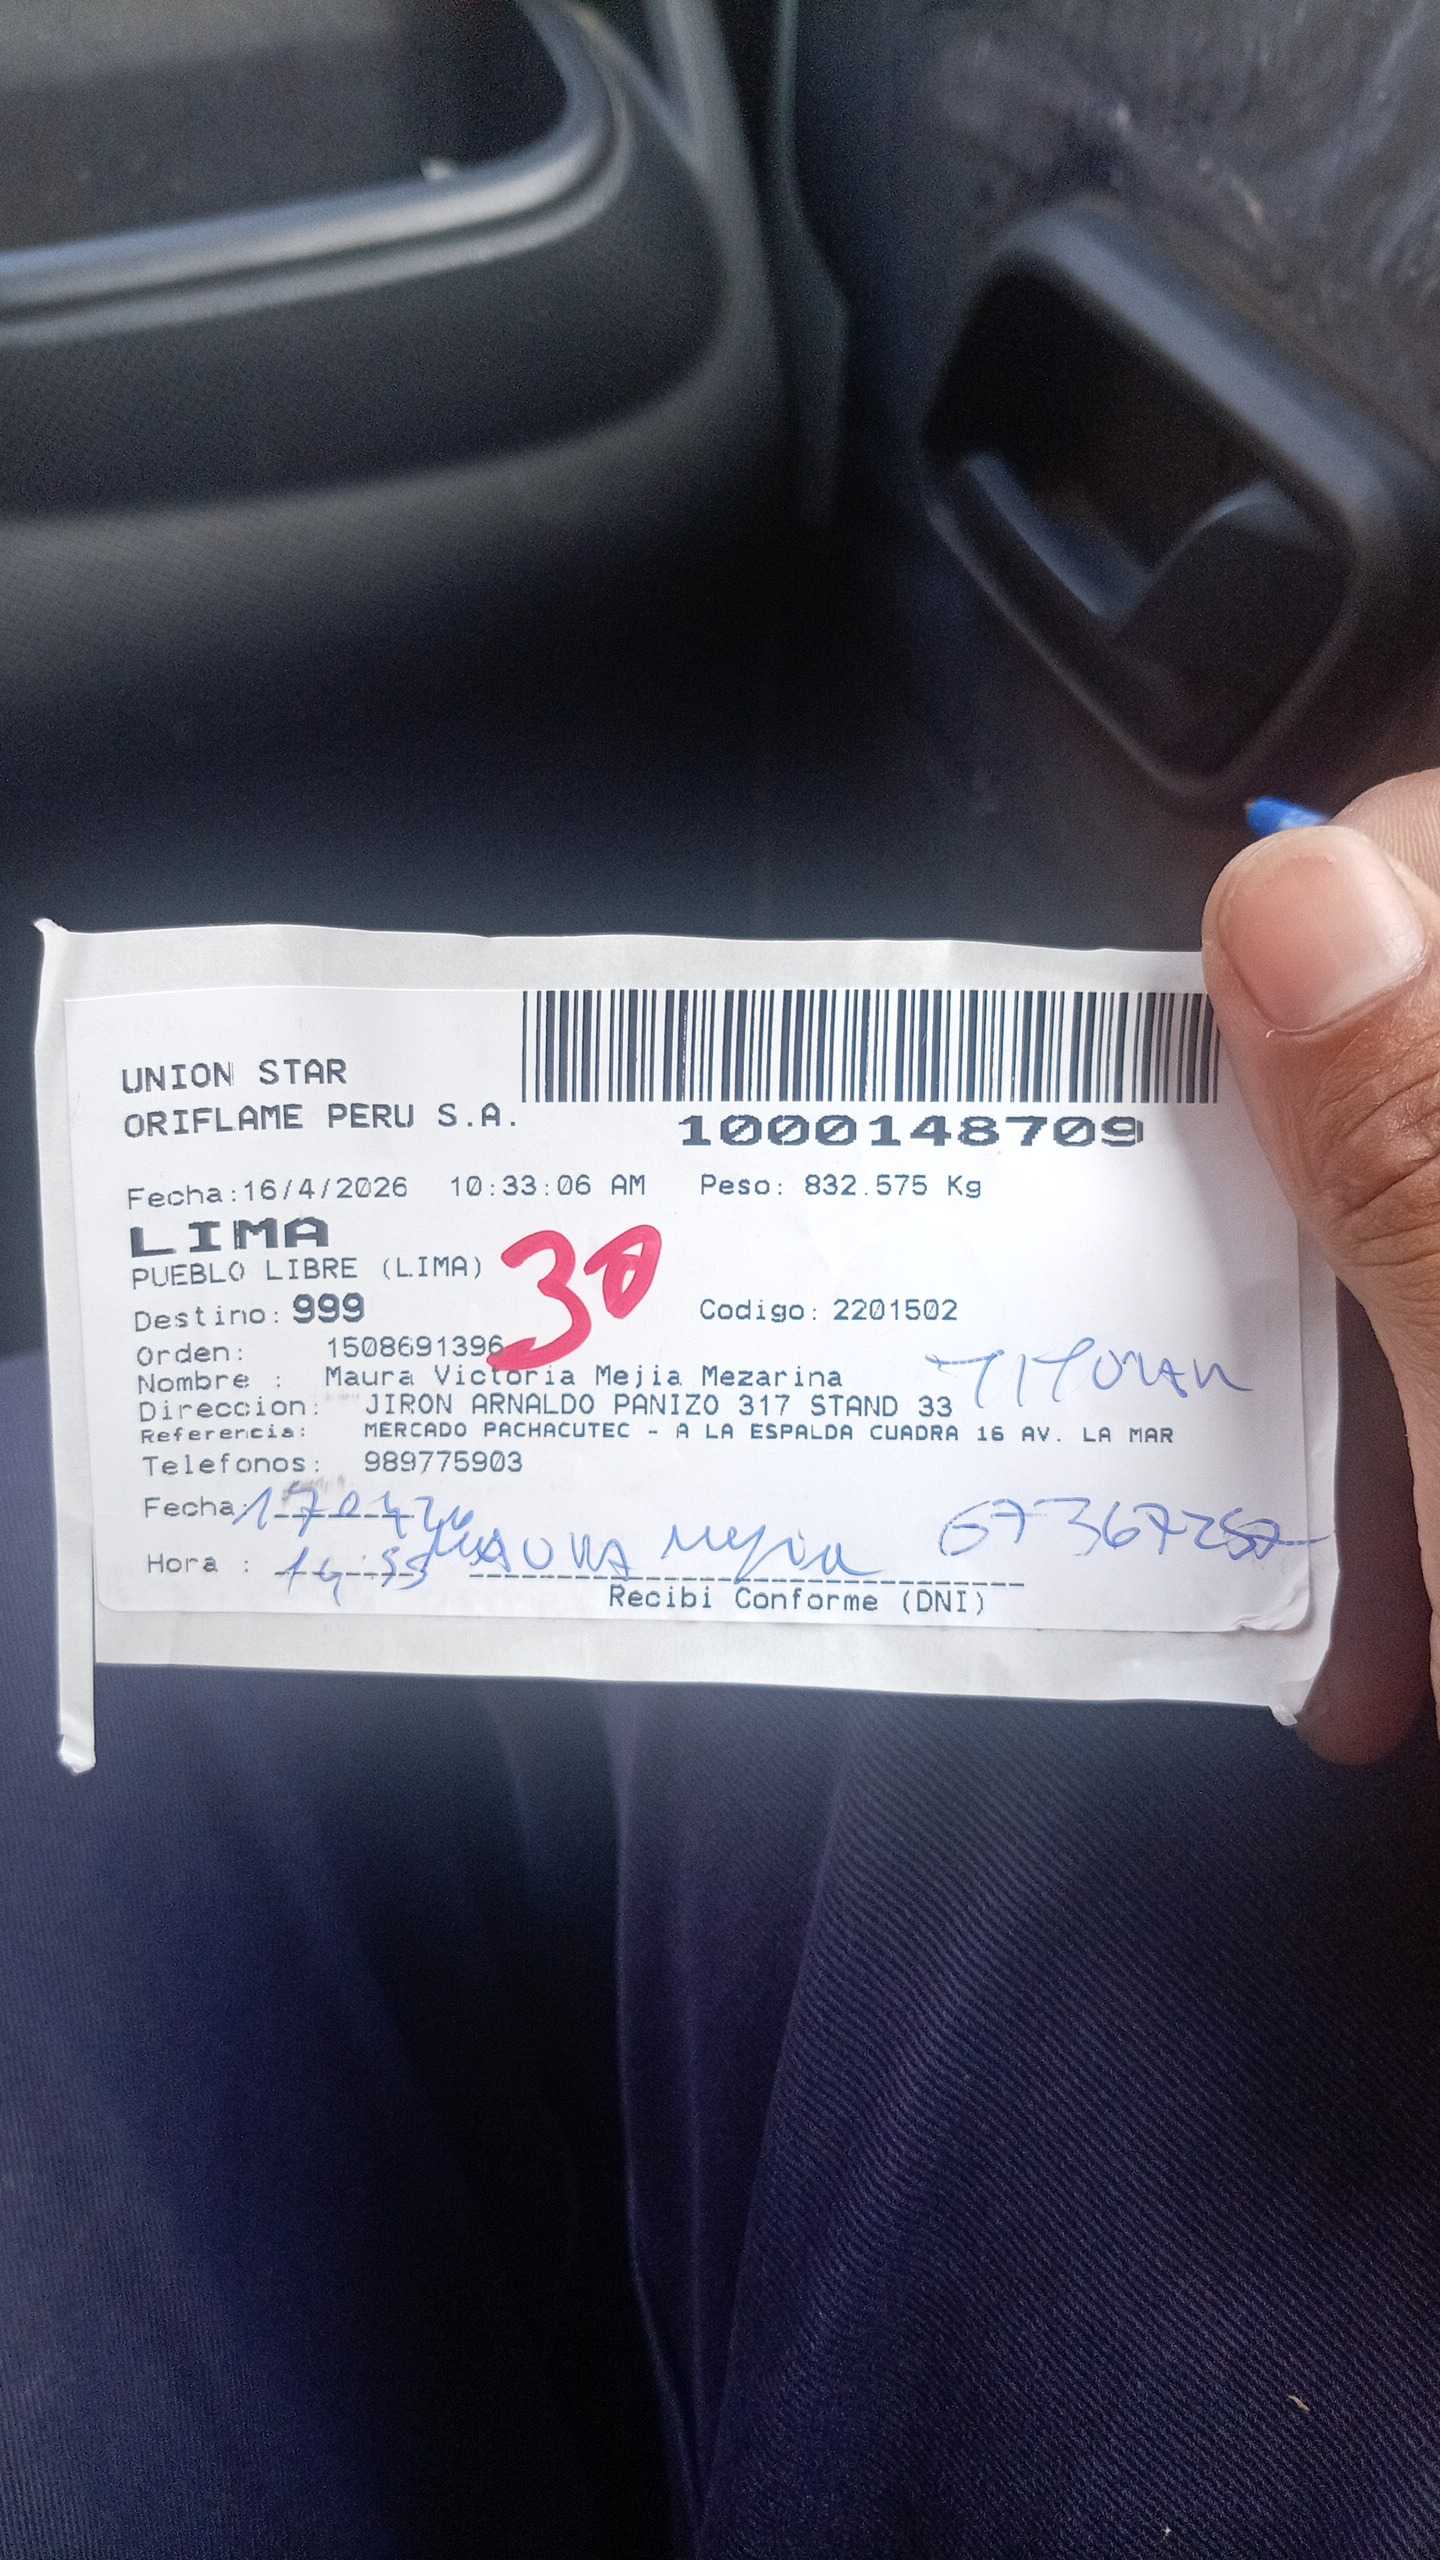 UNION STAR
ORIFLAME PERU S.A.
1000148709
Fecha:16/4/2026 10:33:06 AM Peso: 832.575 Kg
LIMA
PUEBLO LIBRE (LIMA)
30
Destino: 999 Codigo: 2201502
Orden: 1508691396
Nombre : Maura Victoria Mejia Mezarina
Direccion: JIRON ARNALDO PANIZO 317 STAND 33
TITULAR
Referencia: MERCADO PACHACUTEC - A LA ESPALDA CUADRA 16 AV. LA MAR
Telefonos: 989775903
Fecha:
Hora : Maura Mejia
Recibi Conforme (DNI)